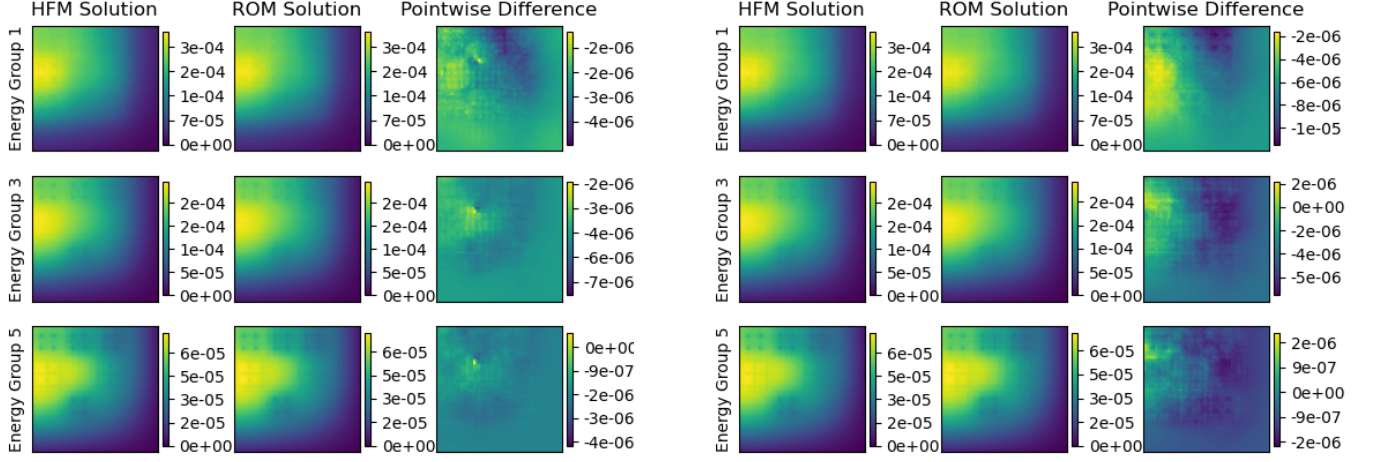 HFM Solution ROM Solution Pointwise Difference HFM Solution ROM Solution Pointwise Difference
Energy Group 1
3e-04
2e-04
1e-04
7e-05
0e+00
3e-04
2e-04
1e-04
7e-05
0e+00
-2e-06
-2e-06
-3e-06
-4e-06
Energy Group 1
3e-04
2e-04
1e-04
7e-05
0e+00
3e-04
2e-04
1e-04
7e-05
0e+00
-2e-06
-4e-06
-6e-06
-8e-06
-1e-05
Energy Group 3
2e-04
2e-04
1e-04
5e-05
0e+00
2e-04
2e-04
1e-04
5e-05
0e+00
-2e-06
-3e-06
-4e-06
-6e-06
-7e-06
Energy Group 3
2e-04
2e-04
1e-04
5e-05
0e+00
2e-04
2e-04
1e-04
5e-05
0e+00
2e-06
0e+00
-2e-06
-4e-06
-5e-06
Energy Group 5
6e-05
5e-05
3e-05
2e-05
0e+00
6e-05
5e-05
3e-05
2e-05
0e+00
0e+00
-9e-07
-2e-06
-3e-06
-4e-06
Energy Group 5
6e-05
5e-05
3e-05
2e-05
0e+00
6e-05
5e-05
3e-05
2e-05
0e+00
2e-06
9e-07
0e+00
-9e-07
-2e-06